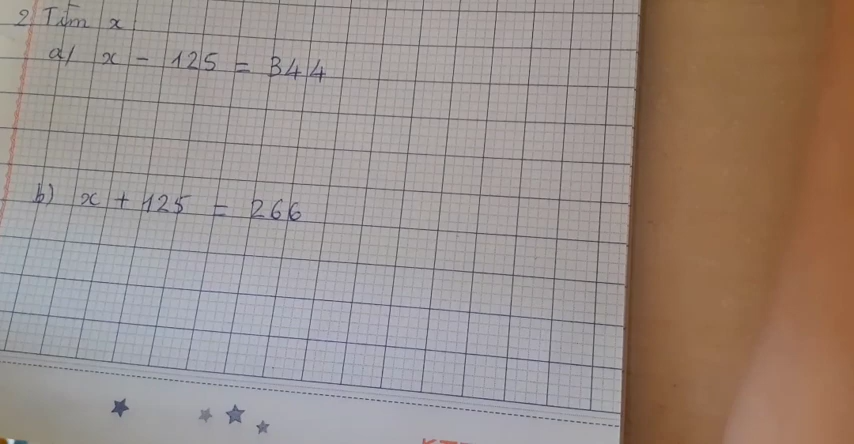 2. Tìm x
a) x - 125 = 344
b) x + 125 = 266